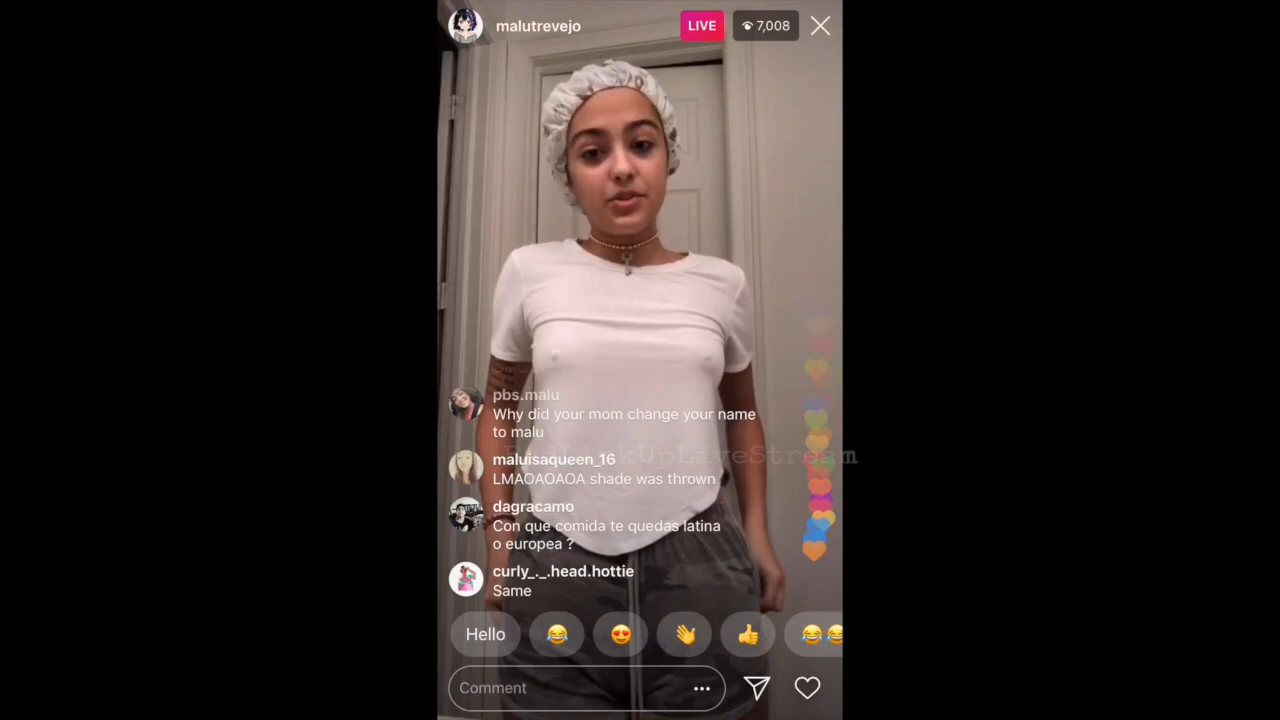 malutrevejo
LIVE
7,008
pbs.malu
Why did your mom change your name
to malu
maluisaqueen_16
LMAOAOAOA shade was thrown
dagracamo
Con que comida te quedas latina
o europea ?
curly_._.head.hottie
Same
Hello
Comment